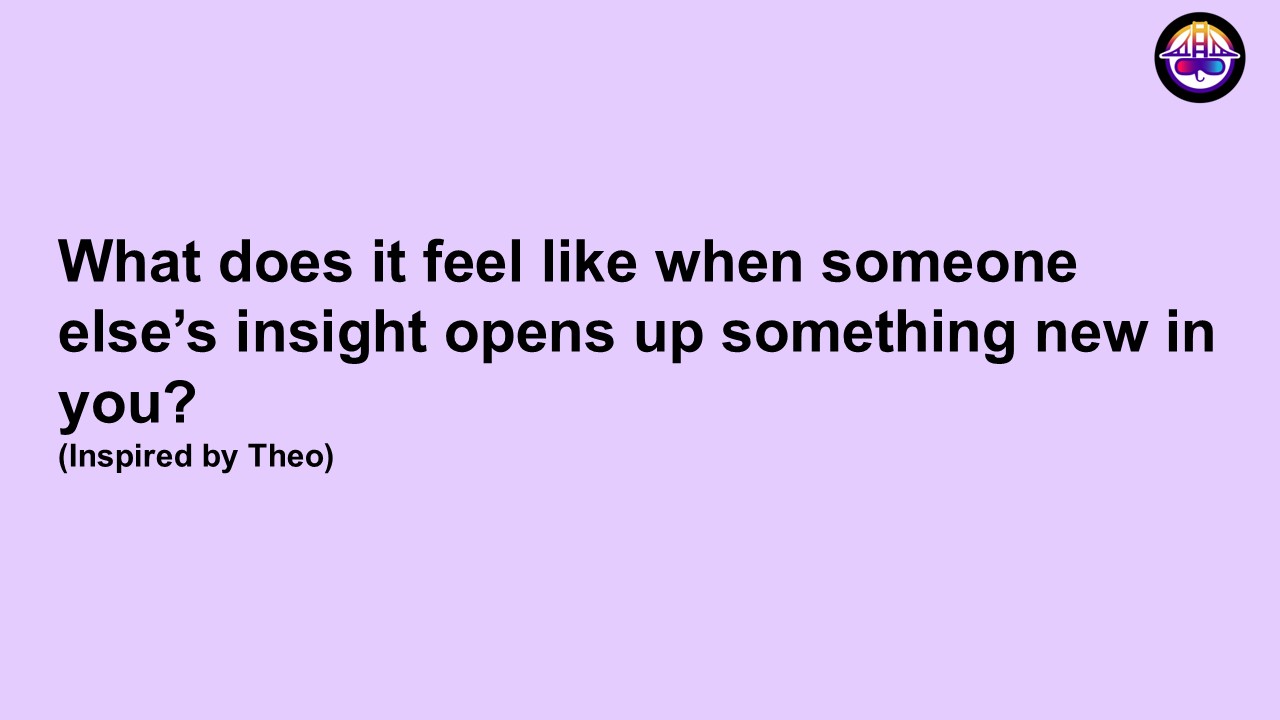 What does it feel like when someone
else’s insight opens up something new in
you?
(Inspired by Theo)